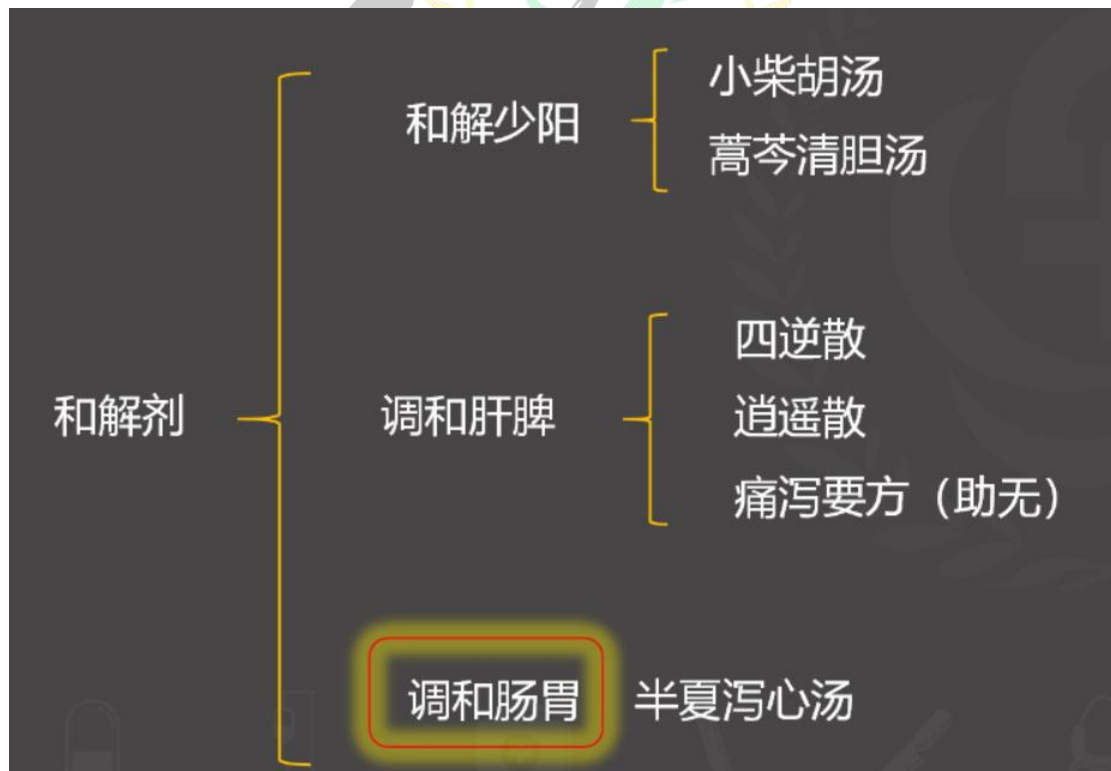 和解剂
和解少阳
小柴胡汤
蒿芩清胆汤
调和肝脾
四逆散
逍遥散
痛泻要方（助无）
调和肠胃
半夏泻心汤